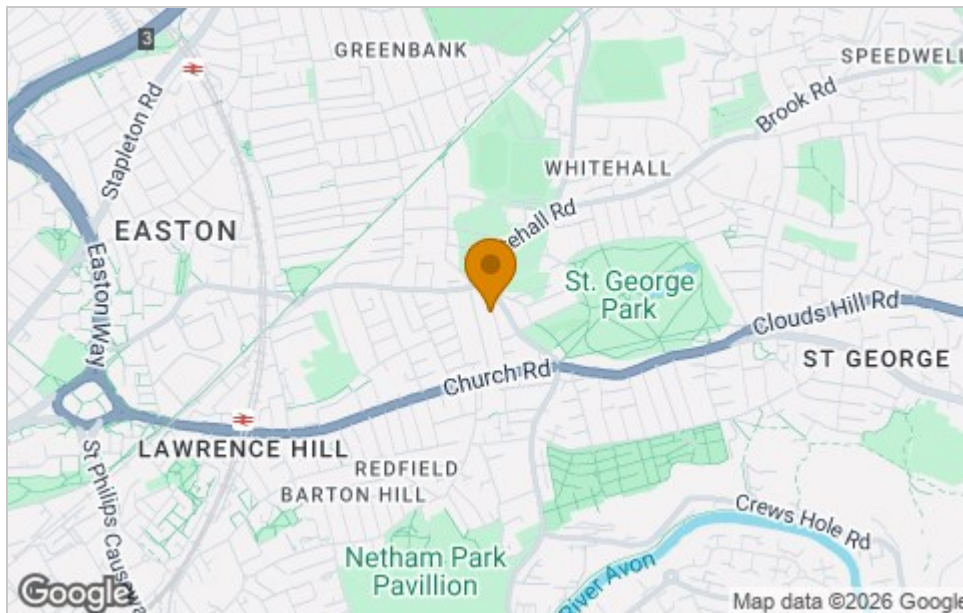 3
GREENBANK
SPEEDWELL
Stapleton Rd
Brook Rd
WHITEHALL
EASTON
Easton Way
St. George
Park
Clouds Hill Rd
ST GEORGE
Church Rd
LAWRENCE HILL
REDFIELD
BARTON HILL
St Philips Causeway
Crews Hole Rd
Netham Park
Pavillion
River Avon
Google
Map data ©2026 Google